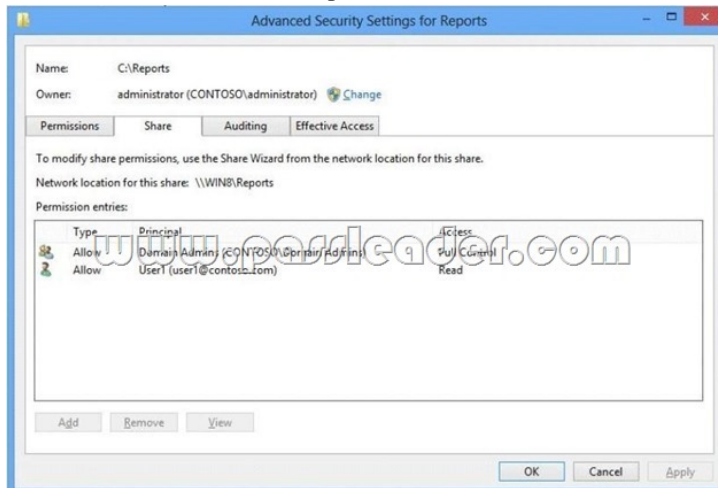 Advanced Security Settings for Reports
Name: C:\Reports
Owner: administrator (CONTOSO\administrator) Change
Permissions Share Auditing Effective Access
To modify share permissions, use the Share Wizard from the network location for this share.
Network location for this share: \\WIN8\Reports
Permission entries:
Type Principal Access
Allow Domain Admins (CONTOSO\Domain Admins) Full Control
Allow User1 (user1@contoso.com) Read
www.passleader.com
Add Remove View
OK Cancel Apply